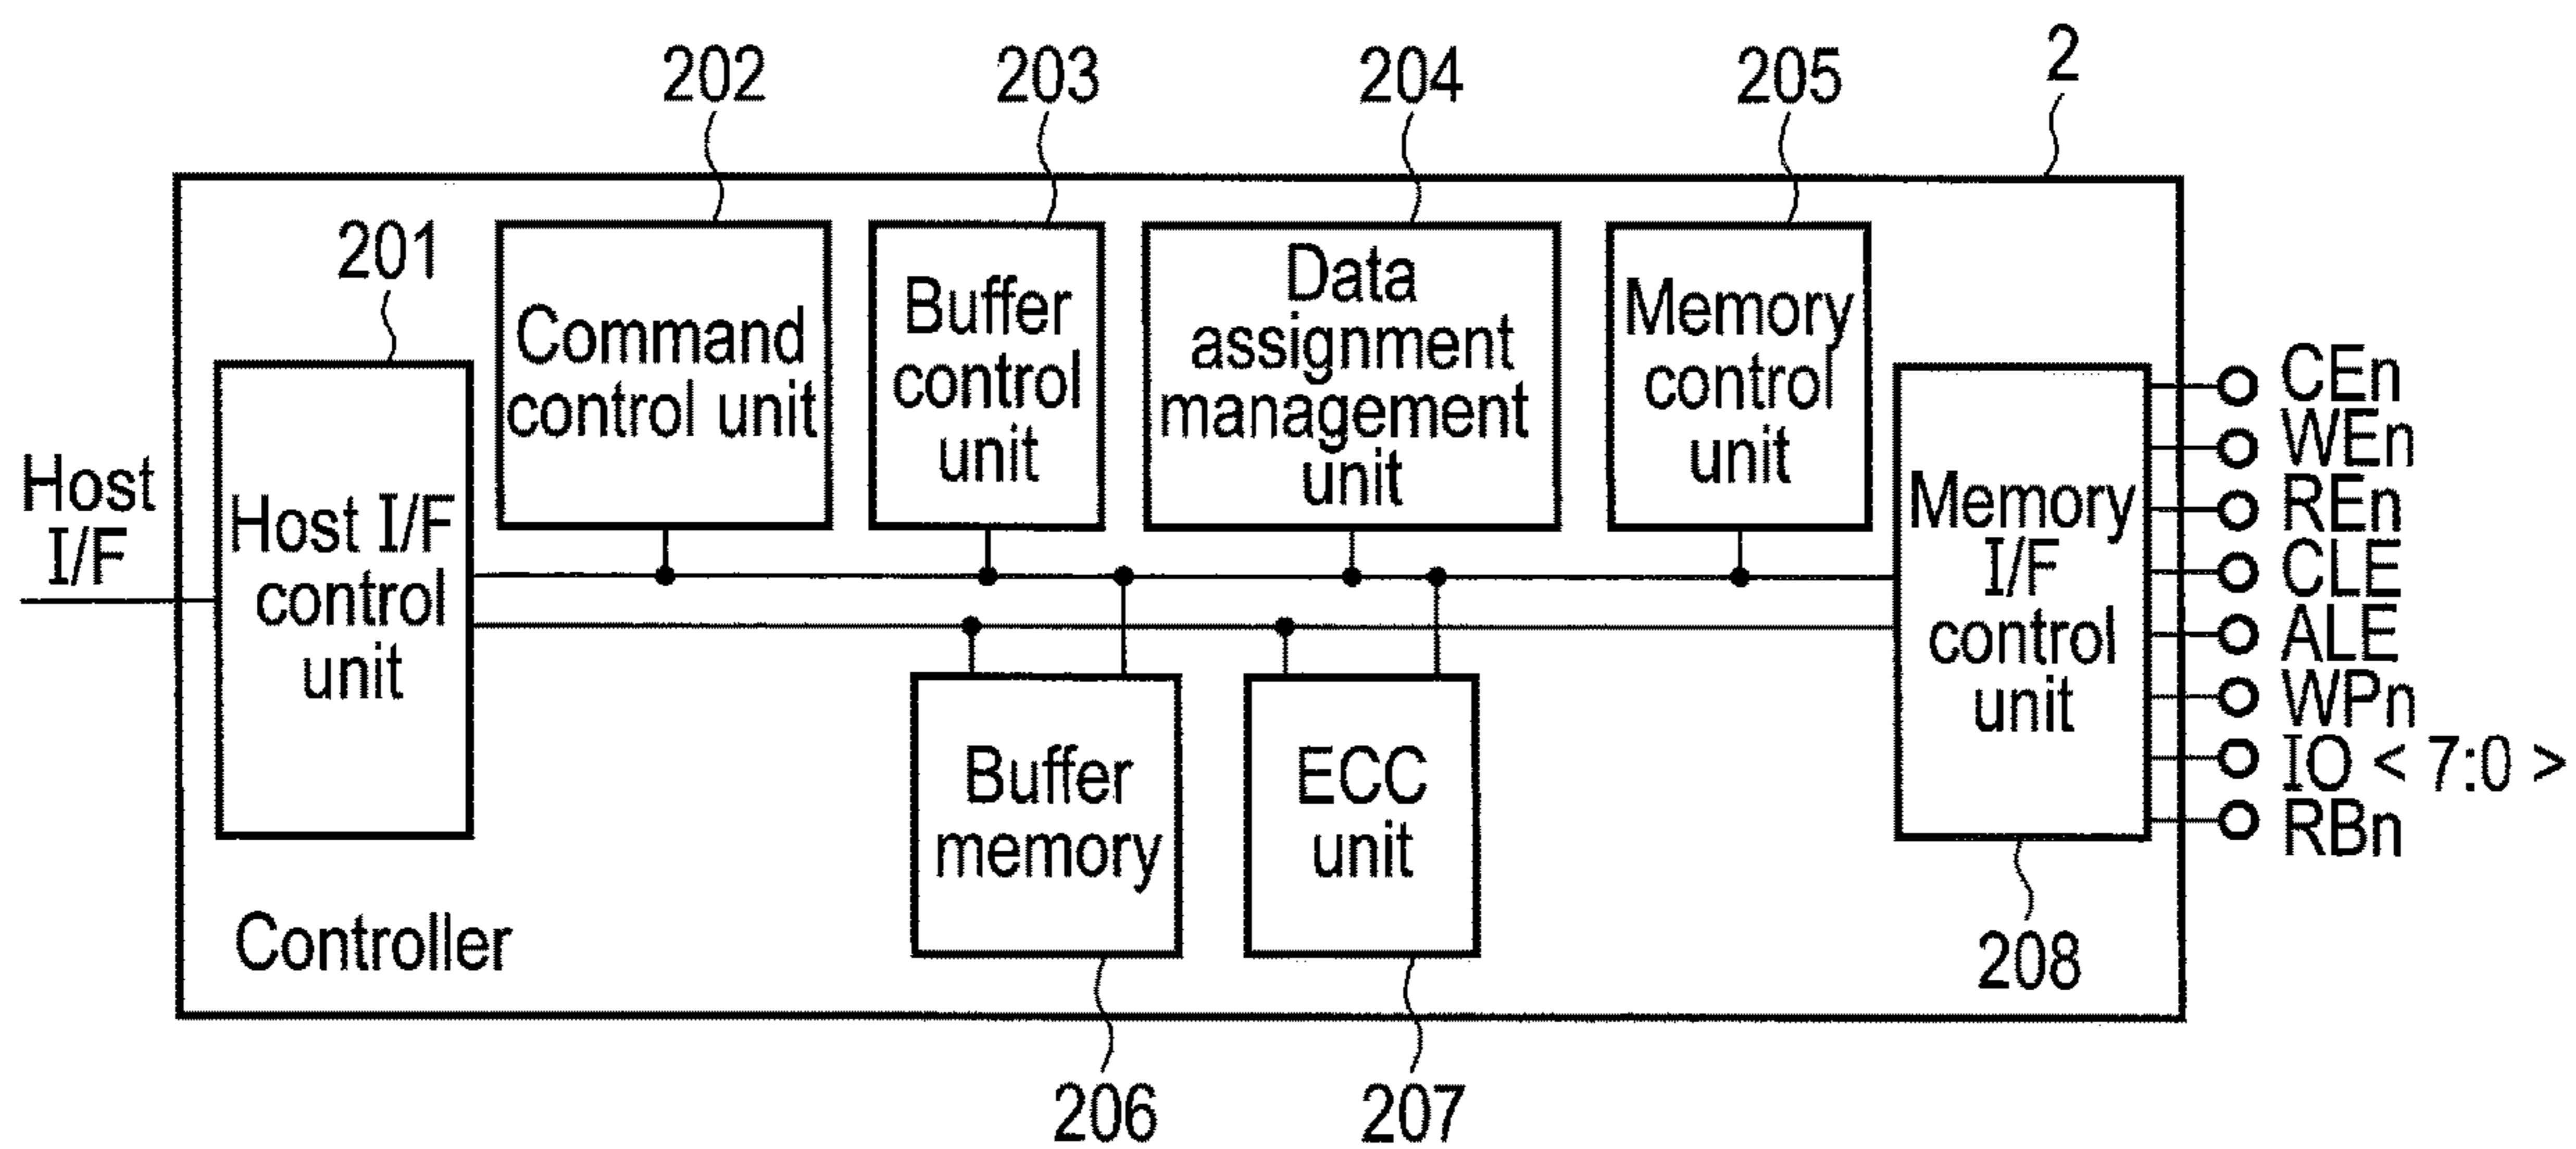 2
202
203
204
205
201
Command
control unit
Buffer
control
unit
Data
assignment
management
unit
Memory
control
unit
Host
I/F
Host I/F
control
unit
Memory
I/F
control
unit
CEn
WEn
REn
CLE
ALE
WPn
IO < 7:0 >
RBn
Buffer
memory
ECC
unit
Controller
208
206
207